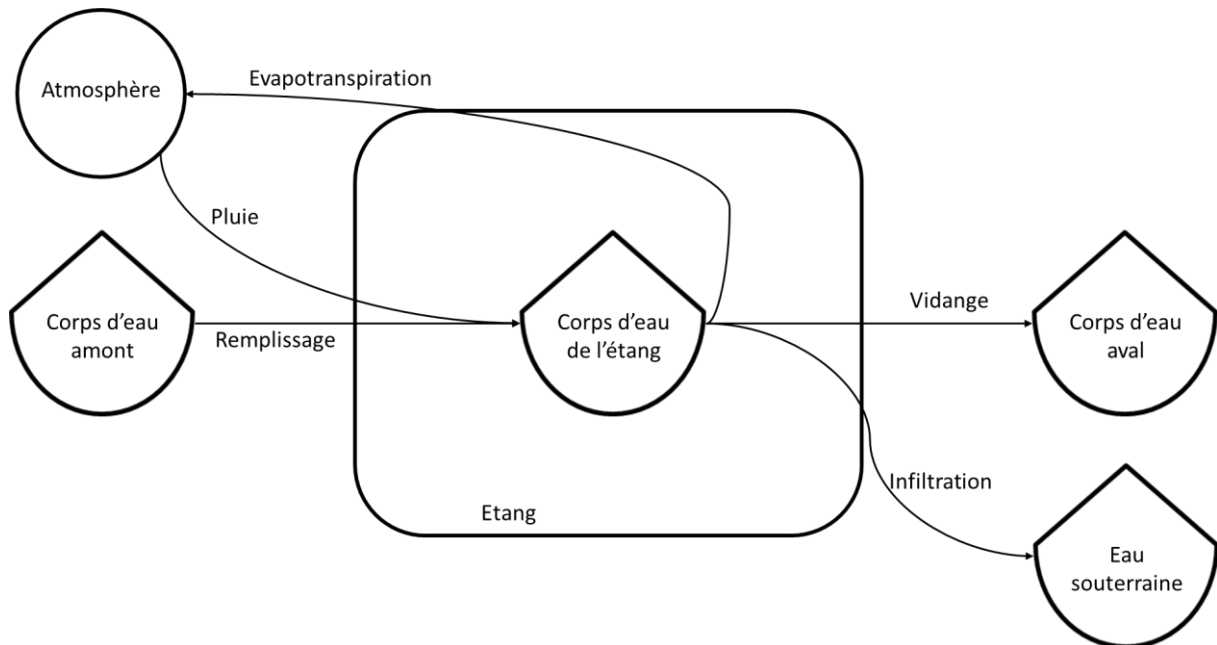 Evapotranspiration
Atmosphère
Pluie
Corps d'eau
amont
Remplissage
Corps d'eau
de l'étang
Vidange
Corps d'eau
aval
Infiltration
Etang
Eau
souterraine